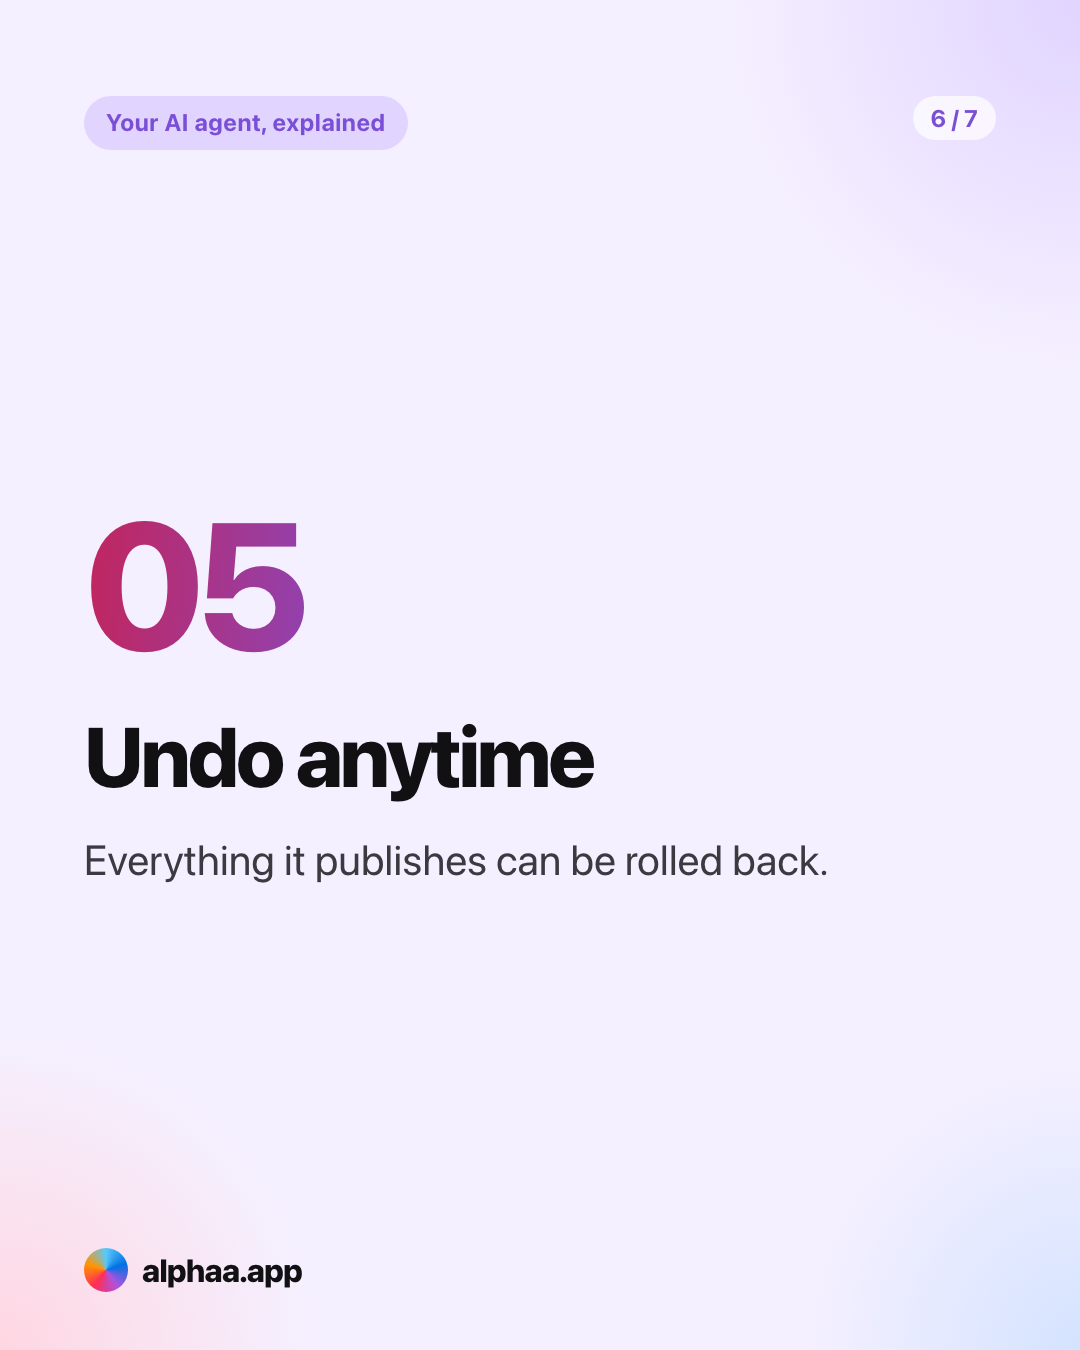 Your AI agent, explained
6 / 7
05
Undo anytime
Everything it publishes can be rolled back.
alphaa.app